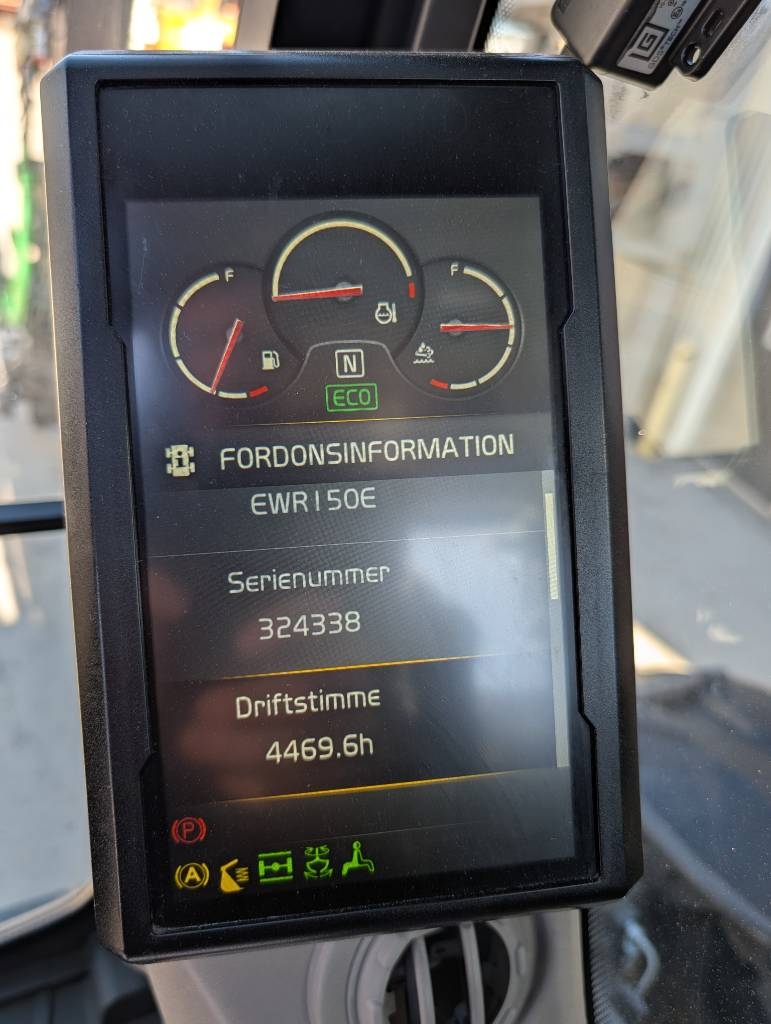 F
F
N
ECO
FORDONSINFORMATION
EWR150E
Serienummer
324338
Driftstimme
4469.6h
P
A
G